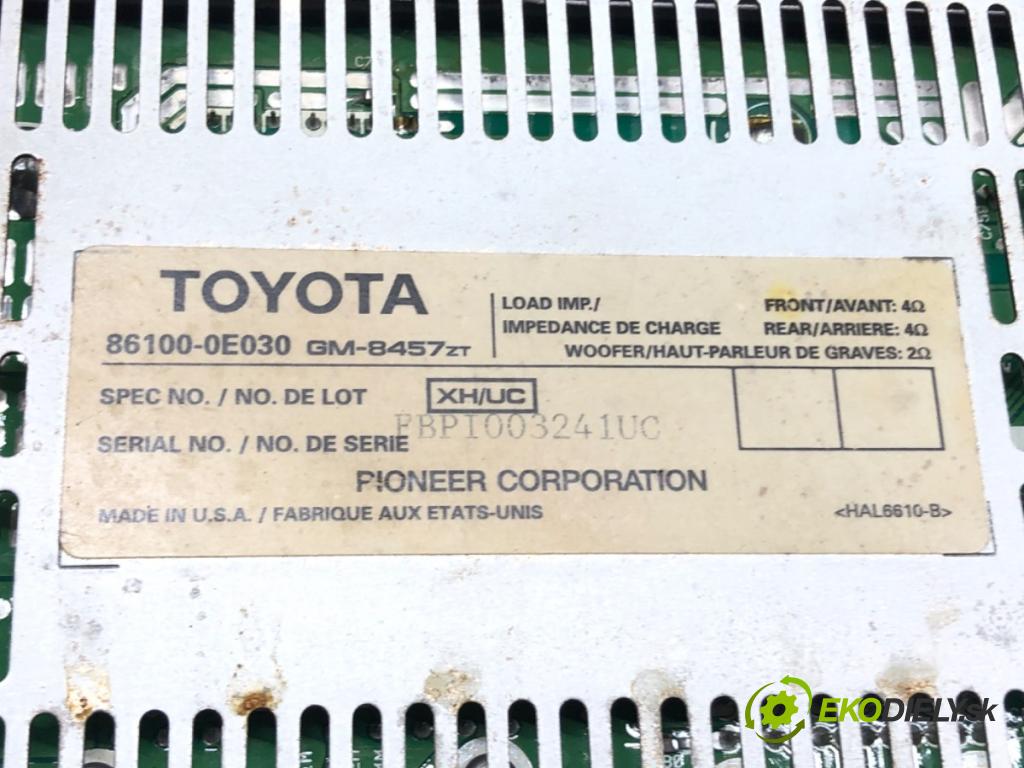 TOYOTA
86100-0E030 GM-8457ZT
LOAD IMP./ FRONT/AVANT: 4Ω
IMPEDANCE DE CHARGE REAR/ARRIERE: 4Ω
WOOFER/HAUT-PARLEUR DE GRAVES: 2Ω
SPEC NO. / NO. DE LOT XH/UC
SERIAL NO. / NO. DE SERIE FBPI003241UC
PIONEER CORPORATION
MADE IN U.S.A. / FABRIQUE AUX ETATS-UNIS <HAL6610-B>
EKODIELY.sk